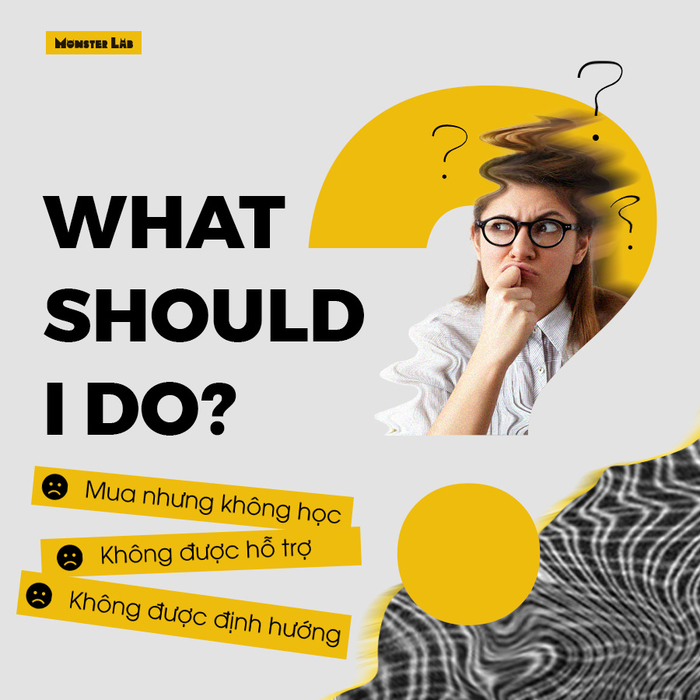 MONSTER LAB
WHAT
SHOULD
I DO?
?
?
?
Mua nhưng không học
Không được hỗ trợ
Không được định hướng